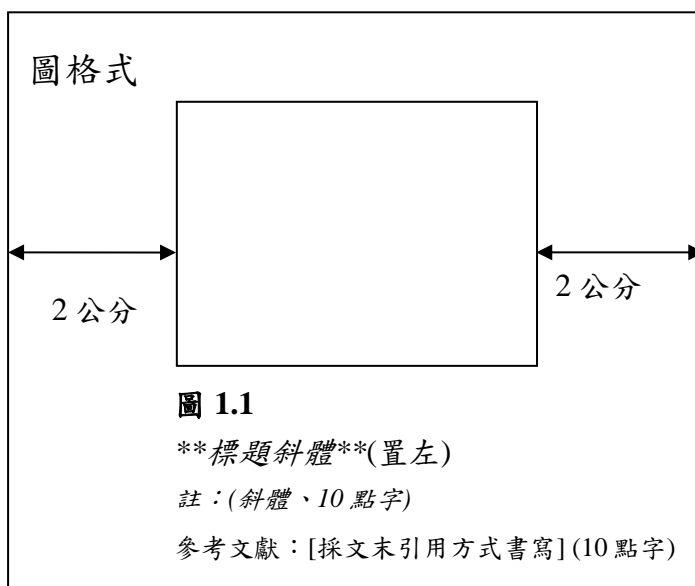 圖格式
2 公分
2 公分
圖 1.1
**標題斜體**(置左)
註：(斜體、10 點字)
參考文獻：[採文末引用方式書寫] (10 點字)